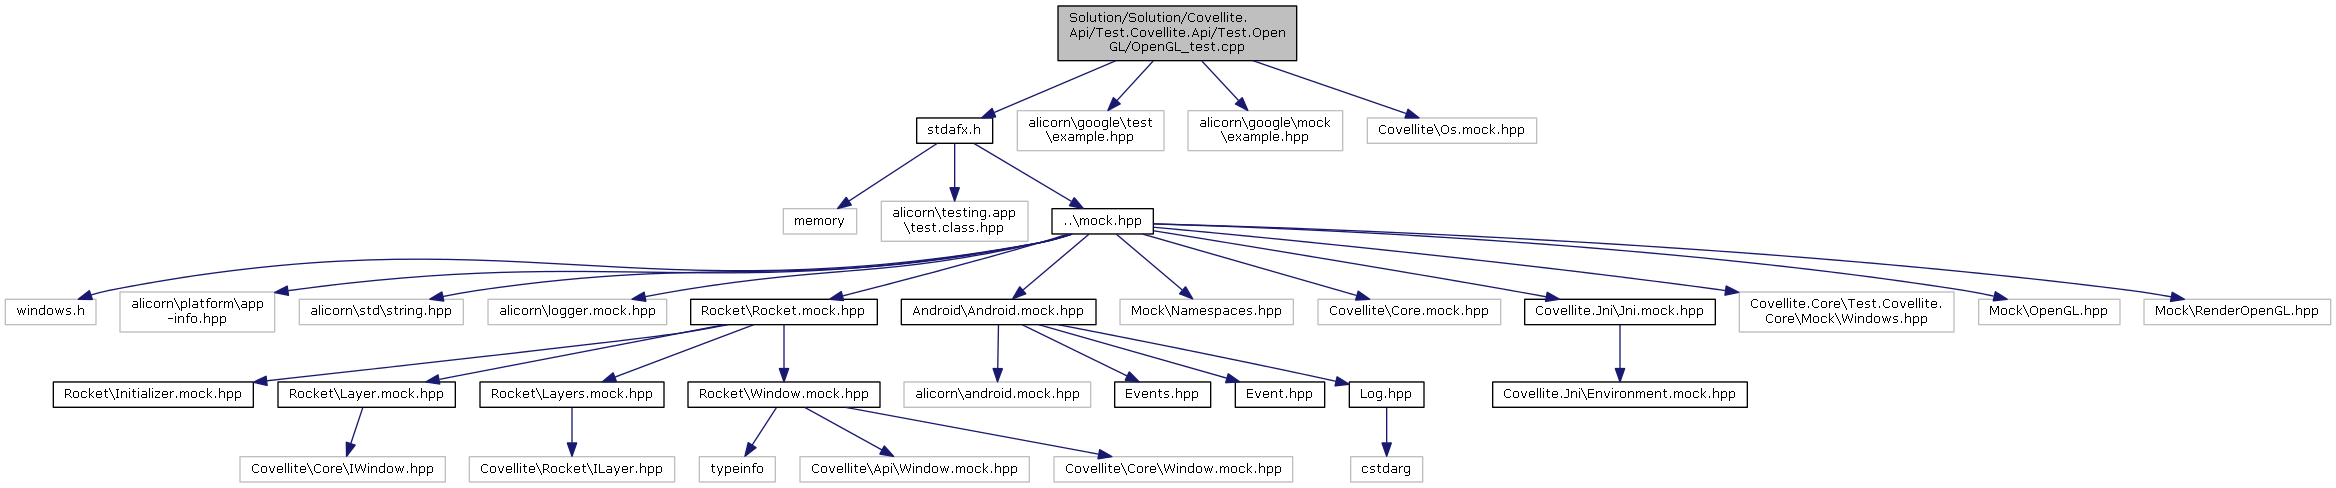 Solution/Solution/Covellite.
Api/Test.Covellite.Api/Test.Open
GL/OpenGL_test.cpp
stdafx.h
alicorn\google\test
\example.hpp
alicorn\google\mock
\example.hpp
Covellite\Os.mock.hpp
memory
alicorn\testing.app
\test.class.hpp
..\mock.hpp
windows.h
alicorn\platform\app
-info.hpp
alicorn\std\string.hpp
alicorn\logger.mock.hpp
Rocket\Rocket.mock.hpp
Android\Android.mock.hpp
Mock\Namespaces.hpp
Covellite\Core.mock.hpp
Covellite.Jni\Jni.mock.hpp
Covellite.Core\Test.Covellite.
Core\Mock\Windows.hpp
Mock\OpenGL.hpp
Mock\RenderOpenGL.hpp
Rocket\Initializer.mock.hpp
Rocket\Layer.mock.hpp
Rocket\Layers.mock.hpp
Rocket\Window.mock.hpp
alicorn\android.mock.hpp
Events.hpp
Event.hpp
Log.hpp
Covellite.Jni\Environment.mock.hpp
Covellite\Core\IWindow.hpp
Covellite\Rocket\ILayer.hpp
typeinfo
Covellite\Api\Window.mock.hpp
Covellite\Core\Window.mock.hpp
cstdarg